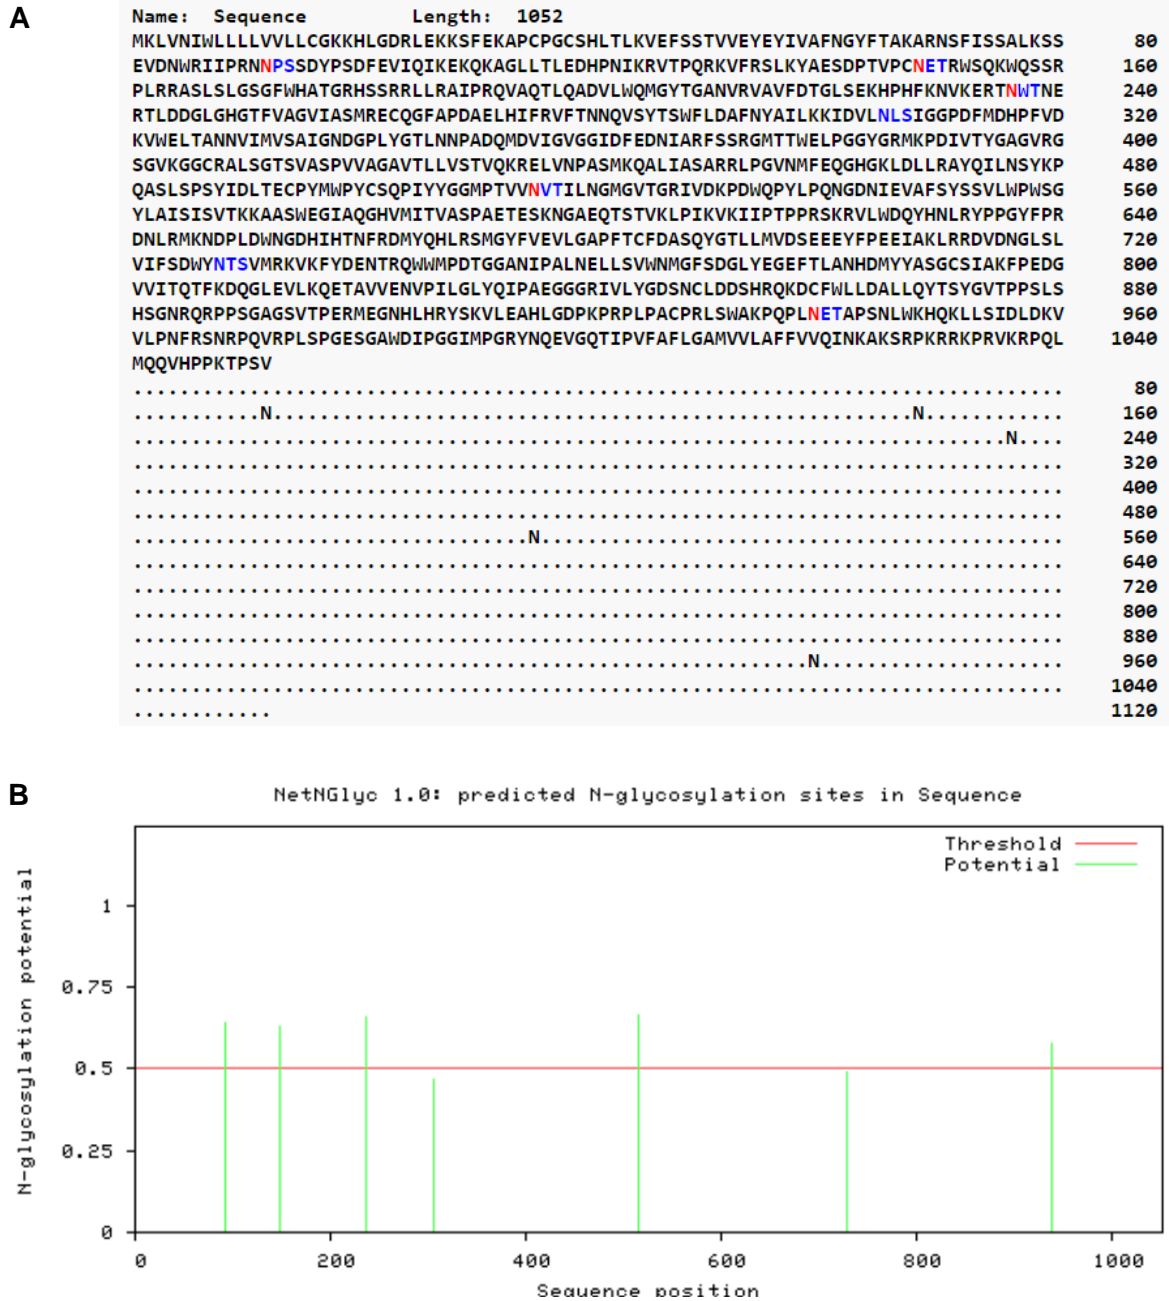 A
Name:  Sequence          Length:  1052
MKLVNIWLLLLVVLLCGKKHLGDRLEKKSFEKAPCPGCSHLTLKVEFSSTVVEYEYIVAFNGYFTAKARNSFISSALKSS 80
EVDNWRIIPRNNPSSDYPSDFEVIQIKEKQKAGLLTLEDHPNIKRVTPQRKVFRSLKYAESDPTVPCNETRWSQKWQSSR 160
PLRRASLSLGSGFWHATGRHSSRRLLRAIPRQVAQTLQADVLWQMGYTGANVRVAVFDTGLSEKHPHFKNVKERTNWTNE 240
RTLDDGLGHGTFVAGVIASMRECQGFAPDAELHIFRVFTNNQVSYTSWFLDAFNYAILKKIDVLNLSIGGPDFMDHPFVD 320
KVWELTANNVIMVSAIGNDGPLYGTLNNPADQMDVIGVGGIDFEDNIARFSSRGMTTWELPGGYGRMKPDIVTYGAGVRG 400
SGVKGGCRALSGTSVASPVVAGAVTLLVSTVQKRELVNPASMKQALIASARRLPGVNMFEQGHGKLDLLRAYQILNSYKP 480
QASLSPSYIDLTECPYMWPYCSQPIYYGGMPTVVNVTILNGMGVTGRIVDKPDWQPYLPQNGDNIEVAFSYSSVLWPWSG 560
YLAISISVTKKAASWEGIAQGHVMITVASPAETESKNGAEQTSTVKLPIKVKIIPTPPRSKRVLWDQYHNLRYPPGYFPR 640
DNLRMKNDPLDWNGDHIHTNFRDMYQHLRSMGYFVEVLGAPFTCFDASQYGTLLMVDSEEEYFPEEIAKLRRDVDNGLSL 720
VIFSDWYNTSVMRKVKFYDENTRQWWMPDTGGANIPALNELLSVWNMGFSDGLYEGEFTLANHDMYYASGCSIAKFPEDG 800
VVITQTFKDQGLEVLKQETAVVENVPILGLYQIPAEGGGRIVLYGDSNCLDDSHRQKDCFWLLDALLQYTSYGVTPPSLS 880
HSGNRQRPPSGAGSVTPERMEGNHLHRYSKVLEAHLGDPKPRPLPACPRLSWAKPQPLNETAPSNLWKHQKLLSIDLDKV 960
VLPNFRSNRPQVRPLSPGESGAWDIPGGIMPGRYNQEVGQTIPVFAFLGAMVVLAFFVVQINKAKSRPKRRKPRVKRPQL 1040
MQQVHPPKTPSV
................................................................................ 80
...........N.......................................................N............ 160
...........................................................................N.... 240
................................................................................ 320
................................................................................ 400
................................................................................ 480
..................................N............................................. 560
................................................................................ 640
................................................................................ 720
................................................................................ 800
................................................................................ 880
..........................................................N..................... 960
................................................................................ 1040
............ 1120
B
NetNGlyc 1.0: predicted N-glycosylation sites in Sequence
Threshold
Potential
N-glycosylation potential
1
0.75
0.5
0.25
0
0 200 400 600 800 1000
Sequence position